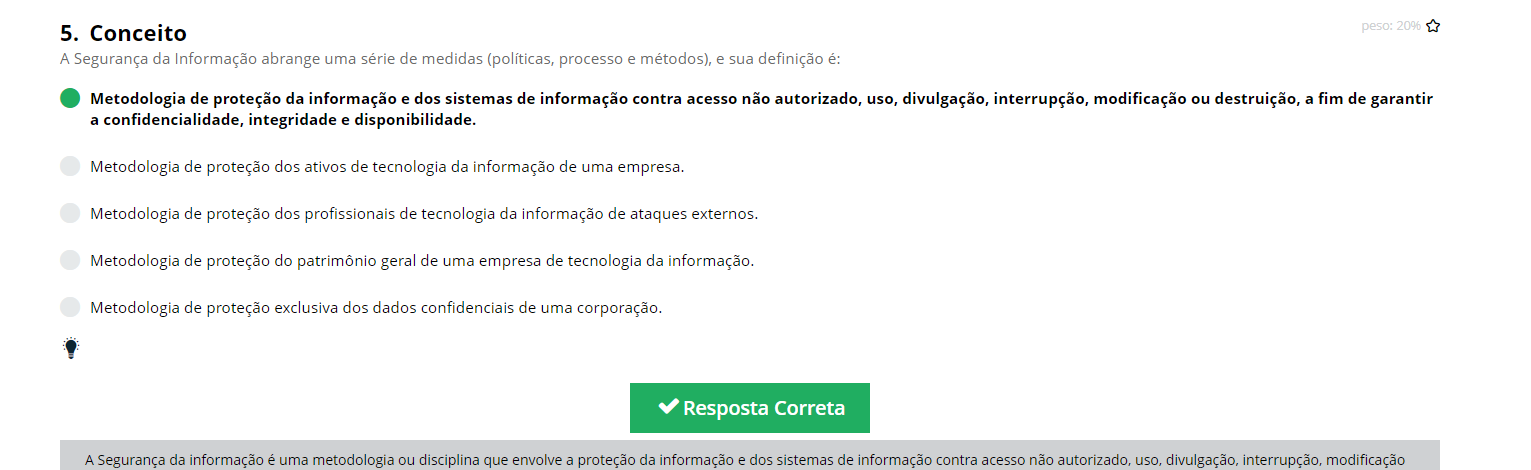 5. Conceito
peso: 20%
A Segurança da Informação abrange uma série de medidas (políticas, processo e métodos), e sua definição é:
Metodologia de proteção da informação e dos sistemas de informação contra acesso não autorizado, uso, divulgação, interrupção, modificação ou destruição, a fim de garantir
a confidencialidade, integridade e disponibilidade.
Metodologia de proteção dos ativos de tecnologia da informação de uma empresa.
Metodologia de proteção dos profissionais de tecnologia da informação de ataques externos.
Metodologia de proteção do patrimônio geral de uma empresa de tecnologia da informação.
Metodologia de proteção exclusiva dos dados confidenciais de uma corporação.
Resposta Correta
A Segurança da informação é uma metodologia ou disciplina que envolve a proteção da informação e dos sistemas de informação contra acesso não autorizado, uso, divulgação, interrupção, modificação